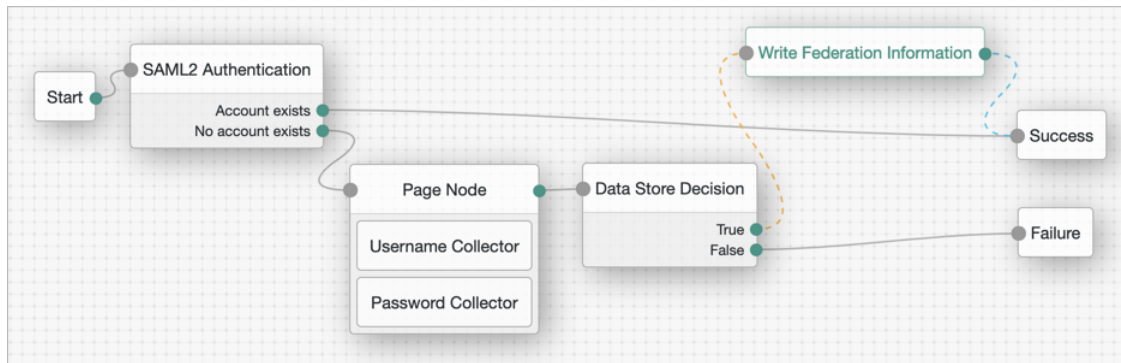 Start
SAML2 Authentication
Account exists
No account exists
Page Node
Username Collector
Password Collector
Data Store Decision
True
False
Write Federation Information
Success
Failure